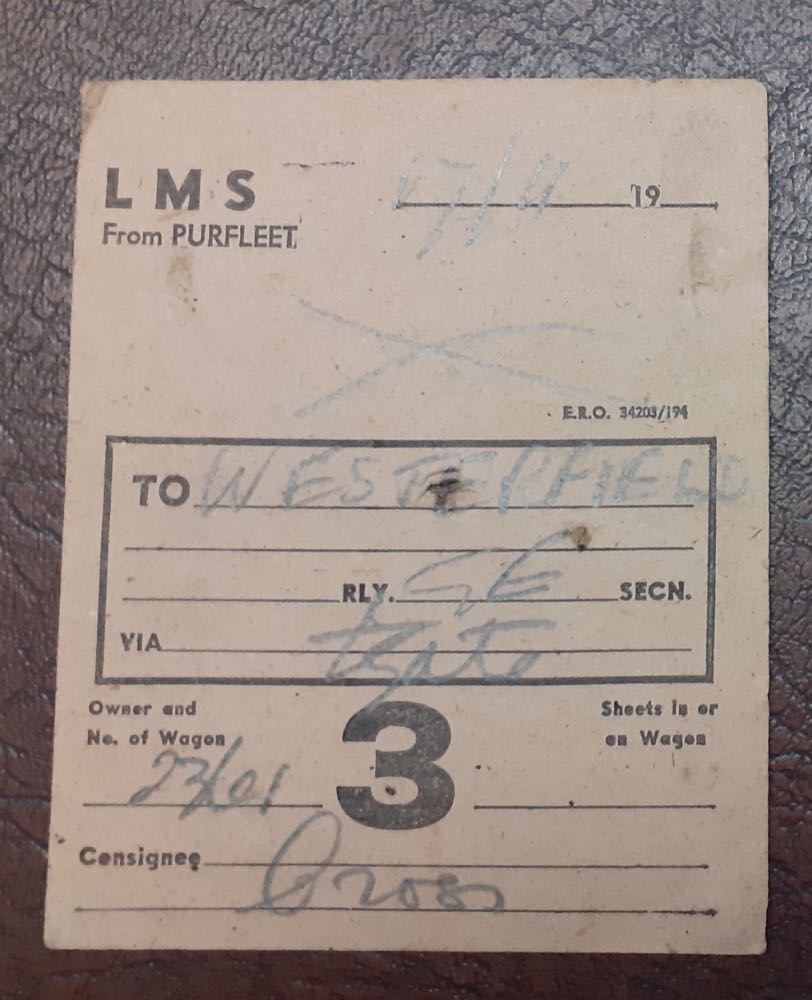 LMS 17/11 19
From PURFLEET
E.R.O. 34203/194
TO WESTERFIELD
RLY. GE SECN.
VIA
Owner and Sheets in or
No. of Wagon 3 on Wagon
Consignee